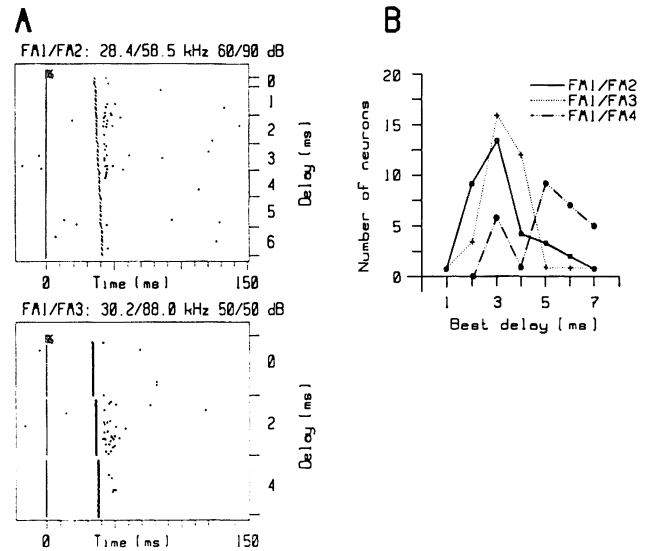 A
FM1/FM2: 28.4/58.5 kHz 60/90 dB
0
1
2
3
4
5
6
Delay (ms)
0
Time (ms)
150
FM1/FM3: 30.2/88.0 kHz 50/50 dB
0
2
4
Delay (ms)
0
Time (ms)
150
B
20
15
10
5
0
Number of neurons
FM1/FM2
FM1/FM3
FM1/FM4
1
3
5
7
Best delay (ms)